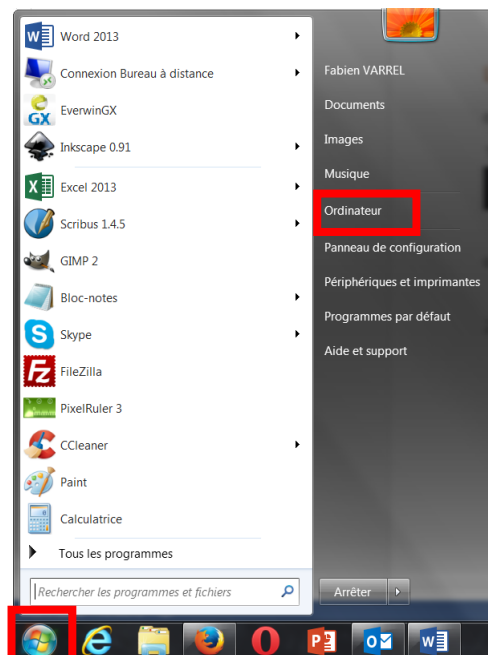 Word 2013
Connexion Bureau à distance
EverwinGX
Inkscape 0.91
Excel 2013
Scribus 1.4.5
GIMP 2
Bloc-notes
Skype
FileZilla
PixelRuler 3
CCleaner
Paint
Calculatrice
Tous les programmes
Rechercher les programmes et fichiers
Fabien VARREL
Documents
Images
Musique
Ordinateur
Panneau de configuration
Périphériques et imprimantes
Programmes par défaut
Aide et support
Arrêter